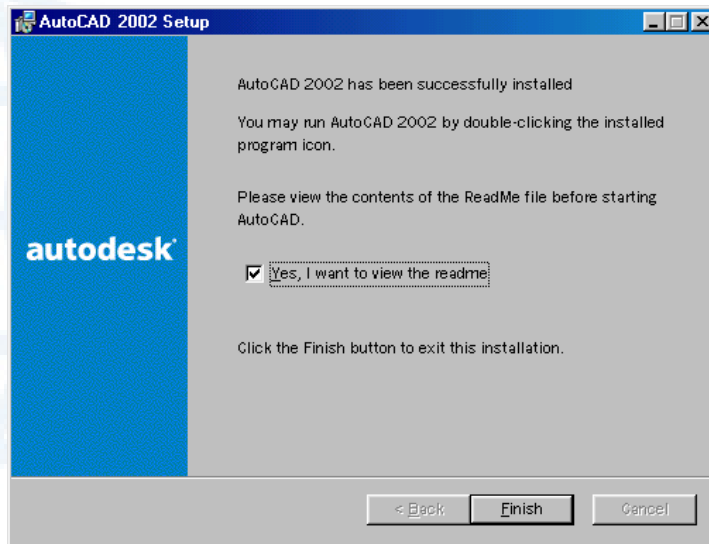 AutoCAD 2002 Setup
AutoCAD 2002 has been successfully installed
You may run AutoCAD 2002 by double-clicking the installed
program icon.
Please view the contents of the ReadMe file before starting
AutoCAD.
autodesk
Yes, I want to view the readme
Click the Finish button to exit this installation.
< Back
Finish
Cancel